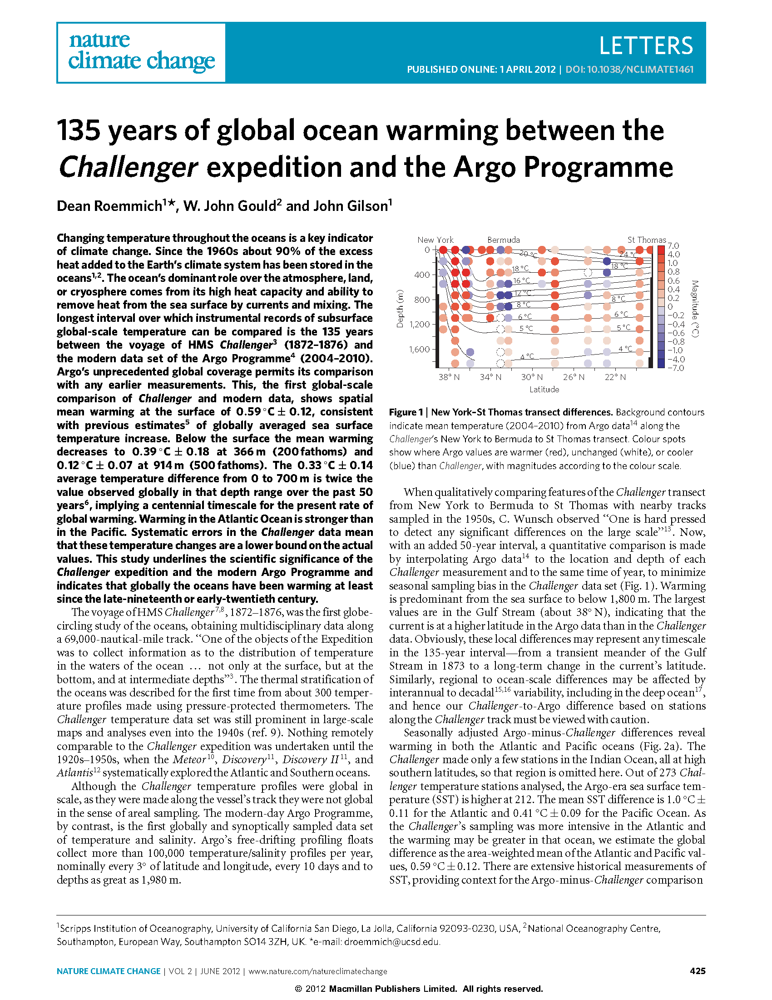 nature
climate change
LETTERS
PUBLISHED ONLINE: 1 APRIL 2012 | DOI: 10.1038/NCLIMATE1461
135 years of global ocean warming between the
Challenger expedition and the Argo Programme
Dean Roemmich1*, W. John Gould2 and John Gilson1
Changing temperature throughout the oceans is a key indicator
of climate change. Since the 1960s about 90% of the excess
heat added to the Earth's climate system has been stored in the
oceans1,2. The ocean's dominant role over the atmosphere, land,
or cryosphere comes from its high heat capacity and ability to
remove heat from the sea surface by currents and mixing. The
longest interval over which instrumental records of subsurface
global-scale temperature can be compared is the 135 years
between the voyage of HMS Challenger3 (1872–1876) and
the modern data set of the Argo Programme4 (2004–2010).
Argo's unprecedented global coverage permits its comparison
with any earlier measurements. This, the first global-scale
comparison of Challenger and modern data, shows spatial
mean warming at the surface of 0.59 °C ± 0.12, consistent
with previous estimates5 of globally averaged sea surface
temperature increase. Below the surface the mean warming
decreases to 0.39 °C ± 0.18 at 366 m (200 fathoms) and
0.12 °C ± 0.07 at 914 m (500 fathoms). The 0.33 °C ± 0.14
average temperature difference from 0 to 700 m is twice the
value observed globally in that depth range over the past 50
years6, implying a centennial timescale for the present rate of
global warming. Warming in the Atlantic Ocean is stronger than
in the Pacific. Systematic errors in the Challenger data mean
that these temperature changes are a lower bound on the actual
values. This study underlines the scientific significance of the
Challenger expedition and the modern Argo Programme and
indicates that globally the oceans have been warming at least
since the late-nineteenth or early-twentieth century.
The voyage of HMS Challenger7,8, 1872–1876, was the first globe-
circling study of the oceans, obtaining multidisciplinary data along
a 69,000-nautical-mile track. “One of the objects of the Expedition
was to collect information as to the distribution of temperature
in the waters of the ocean … not only at the surface, but at the
bottom, and at intermediate depths”3. The thermal stratification of
the oceans was described for the first time from about 300 temper-
ature profiles made using pressure-protected thermometers. The
Challenger temperature data set was still prominent in large-scale
maps and analyses even into the 1940s (ref. 9). Nothing remotely
comparable to the Challenger expedition was undertaken until the
1920s–1950s, when the Meteor10, Discovery11, Discovery II11, and
Atlantis12 systematically explored the Atlantic and Southern oceans.
Although the Challenger temperature profiles were global in
scale, as they were made along the vessel's track they were not global
in the sense of areal sampling. The modern-day Argo Programme,
by contrast, is the first globally and synoptically sampled data set
of temperature and salinity. Argo's free-drifting profiling floats
collect more than 100,000 temperature/salinity profiles per year,
nominally every 3° of latitude and longitude, every 10 days and to
depths as great as 1,980 m.
New York Bermuda St Thomas
0
400
800
1,200
1,600
Depth (m)
20 °C
24 °C
18 °C
18 °C
16 °C
12 °C
8 °C
8 °C
6 °C
6 °C
5 °C
5 °C
4 °C
4 °C
38° N 34° N 30° N 26° N 22° N
Latitude
7.0
4.0
1.0
0.8
0.6
0.4
0.2
0
−0.2
−0.4
−0.6
−0.8
−1.0
−4.0
−7.0
Magnitude (°C)
Figure 1 | New York–St Thomas transect differences. Background contours
indicate mean temperature (2004–2010) from Argo data14 along the
Challenger's New York to Bermuda to St Thomas transect. Colour spots
show where Argo values are warmer (red), unchanged (white), or cooler
(blue) than Challenger, with magnitudes according to the colour scale.
When qualitatively comparing features of the Challenger transect
from New York to Bermuda to St Thomas with nearby tracks
sampled in the 1950s, C. Wunsch observed “One is hard pressed
to detect any significant differences on the large scale”13. Now,
with an added 50-year interval, a quantitative comparison is made
by interpolating Argo data14 to the location and depth of each
Challenger measurement and to the same time of year, to minimize
seasonal sampling bias in the Challenger data set (Fig. 1). Warming
is predominant from the sea surface to below 1,800 m. The largest
values are in the Gulf Stream (about 38° N), indicating that the
current is at a higher latitude in the Argo data than in the Challenger
data. Obviously, these local differences may represent any timescale
in the 135-year interval—from a transient meander of the Gulf
Stream in 1873 to a long-term change in the current's latitude.
Similarly, regional to ocean-scale differences may be affected by
interannual to decadal15,16 variability, including in the deep ocean17,
and hence our Challenger-to-Argo difference based on stations
along the Challenger track must be viewed with caution.
Seasonally adjusted Argo-minus-Challenger differences reveal
warming in both the Atlantic and Pacific oceans (Fig. 2a). The
Challenger made only a few stations in the Indian Ocean, all at high
southern latitudes, so that region is omitted here. Out of 273 Chal-
lenger temperature stations analysed, the Argo-era sea surface tem-
perature (SST) is higher at 212. The mean SST difference is 1.0 °C ±
0.11 for the Atlantic and 0.41 °C ± 0.09 for the Pacific Ocean. As
the Challenger's sampling was more intensive in the Atlantic and
the warming may be greater in that ocean, we estimate the global
difference as the area-weighted mean of the Atlantic and Pacific val-
ues, 0.59 °C ± 0.12. There are extensive historical measurements of
SST, providing context for the Argo-minus-Challenger comparison
1Scripps Institution of Oceanography, University of California San Diego, La Jolla, California 92093-0230, USA, 2National Oceanography Centre,
Southampton, European Way, Southampton SO14 3ZH, UK. *e-mail: droemmich@ucsd.edu.
NATURE CLIMATE CHANGE | VOL 2 | JUNE 2012 | www.nature.com/natureclimatechange 425
© 2012 Macmillan Publishers Limited. All rights reserved.